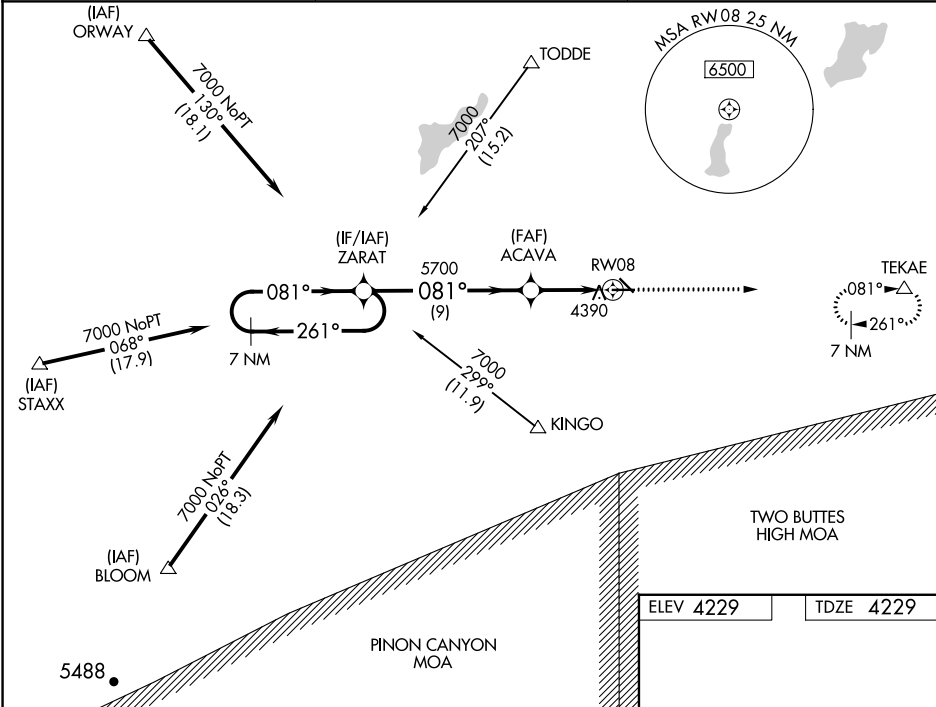 (IAF)
ORWAY
7000 NoPT
130°
(18.1)
TODDE
7000
207°
(15.2)
MSA RW08 25 NM
6500
(IF/IAF)
ZARAT
(FAF)
ACAVA
RW08
TEKAE
081°
5700
081°
(9)
4390
081°
261°
7 NM
261°
7 NM
7000 NoPT
068°
(17.9)
(IAF)
STAXX
7000
299°
(11.9)
KINGO
7000 NoPT
026°
(18.3)
(IAF)
BLOOM
TWO BUTTES
HIGH MOA
PINON CANYON
MOA
ELEV 4229
TDZE 4229
5488